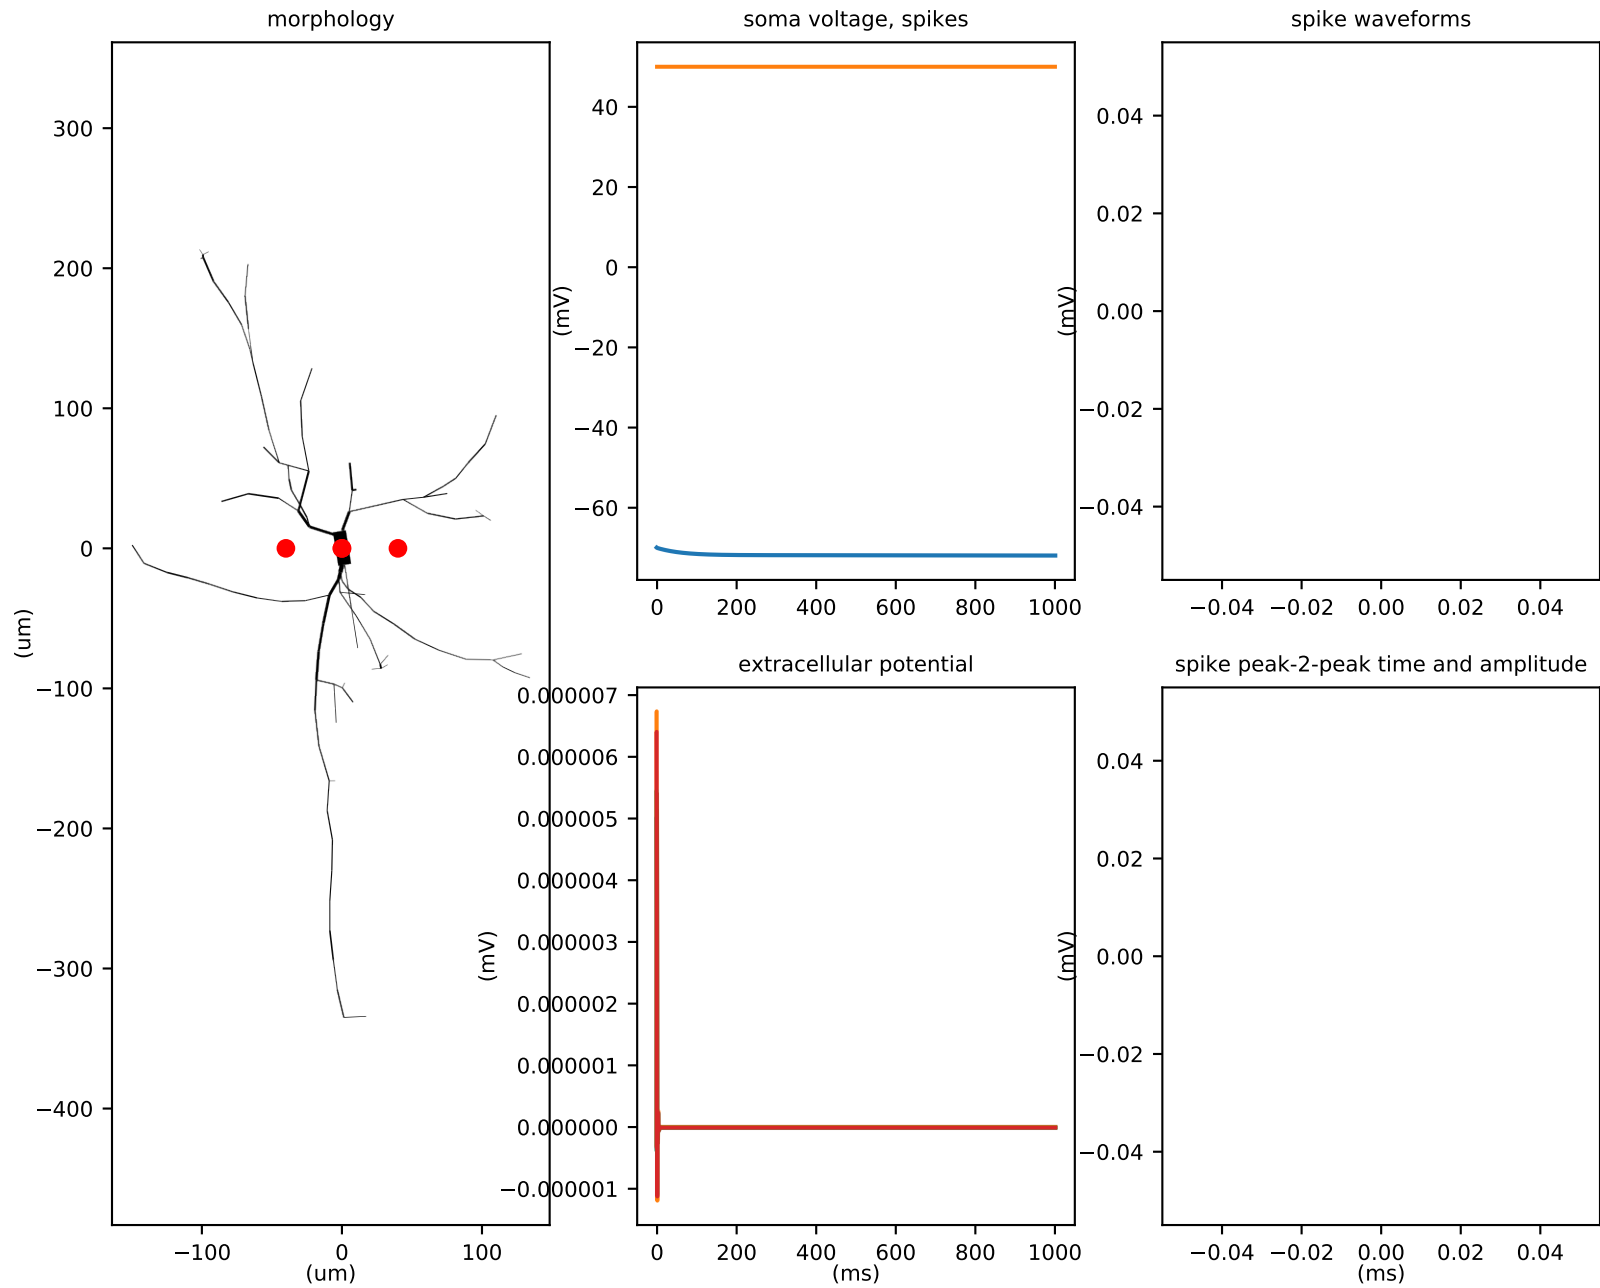 morphology
300
200
100
0
−100
−200
−300
−400
(um)
−100 0 100
(um)
soma voltage, spikes
40
20
0
−20
−40
−60
(mV)
0 200 400 600 800 1000
spike waveforms
0.04
0.02
0.00
−0.02
−0.04
(mV)
−0.04 −0.02 0.00 0.02 0.04
extracellular potential
0.000007
0.000006
0.000005
0.000004
0.000003
0.000002
0.000001
0.000000
−0.000001
(mV)
0 200 400 600 800 1000
(ms)
spike peak-2-peak time and amplitude
0.04
0.02
0.00
−0.02
−0.04
(mV)
−0.04 −0.02 0.00 0.02 0.04
(ms)